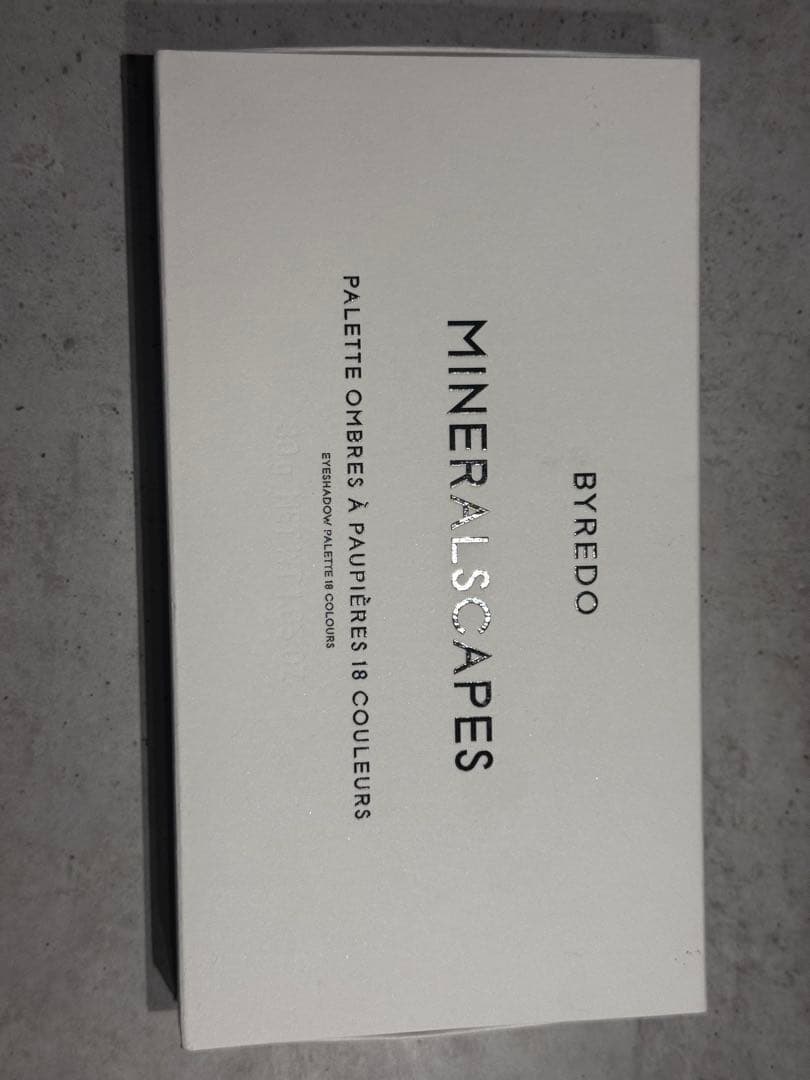 BYREDO
MINERALSCAPES
PALETTE OMBRES À PAUPIÈRES 18 COULEURS
EYESHADOW PALETTE 18 COLOURS